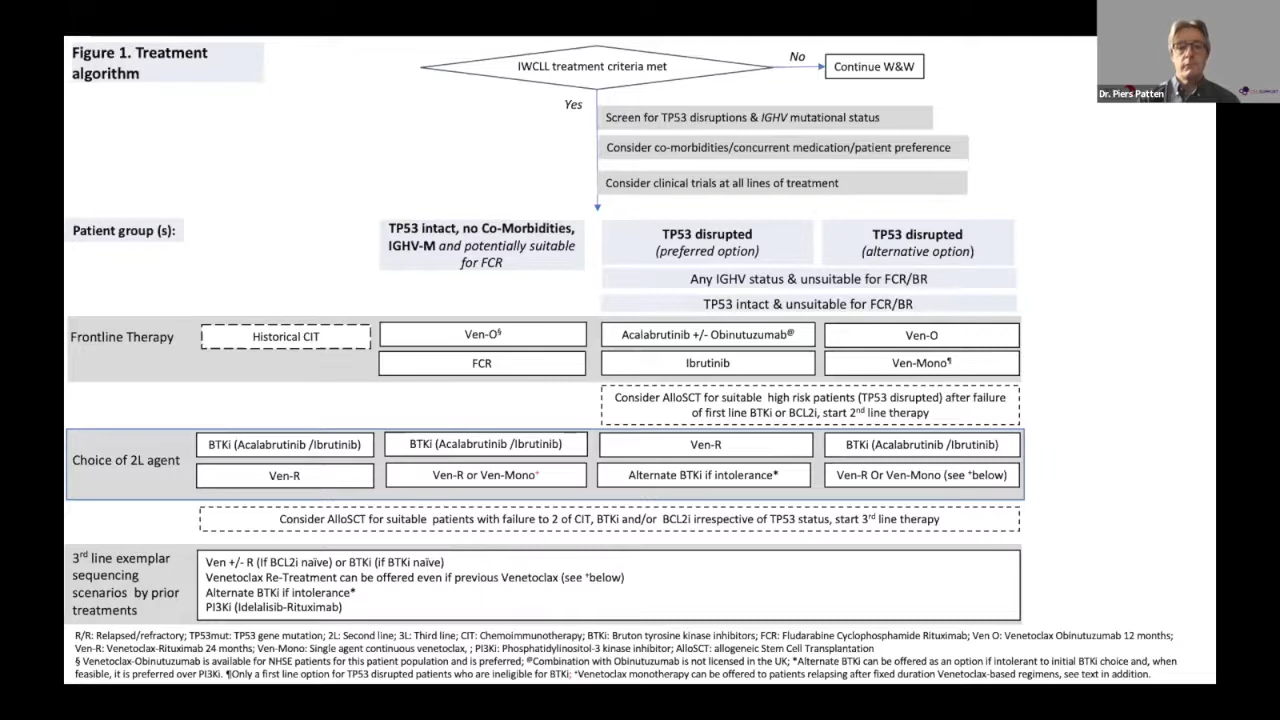 Figure 1. Treatment
algorithm
IWCLL treatment criteria met
No
Continue W&W
Dr. Piers Patten
Yes
Screen for TP53 disruptions & IGHV mutational status
Consider co-morbidities/concurrent medication/patient preference
Consider clinical trials at all lines of treatment
Patient group (s):
TP53 intact, no Co-Morbidities,
IGHV-M and potentially suitable
for FCR
TP53 disrupted
(preferred option)
TP53 disrupted
(alternative option)
Any IGHV status & unsuitable for FCR/BR
TP53 intact & unsuitable for FCR/BR
Frontline Therapy
Historical CIT
Ven-O§
Acalabrutinib +/- Obinutuzumab@
Ven-O
FCR
Ibrutinib
Ven-Mono¶
Consider AlloSCT for suitable high risk patients (TP53 disrupted) after failure
of first line BTKi or BCL2i, start 2nd line therapy
Choice of 2L agent
BTKi (Acalabrutinib /Ibrutinib)
BTKi (Acalabrutinib /Ibrutinib)
Ven-R
BTKi (Acalabrutinib /Ibrutinib)
Ven-R
Ven-R or Ven-Mono⁺
Alternate BTKi if intolerance*
Ven-R Or Ven-Mono (see ⁺below)
Consider AlloSCT for suitable patients with failure to 2 of CIT, BTKi and/or BCL2i irrespective of TP53 status, start 3rd line therapy
3rd line exemplar
sequencing
scenarios by prior
treatments
Ven +/- R (If BCL2i naïve) or BTKi (if BTKi naïve)
Venetoclax Re-Treatment can be offered even if previous Venetoclax (see ⁺below)
Alternate BTKi if intolerance*
PI3Ki (Idelalisib-Rituximab)
R/R: Relapsed/refractory; TP53mut: TP53 gene mutation; 2L: Second line; 3L: Third line; CIT: Chemoimmunotherapy; BTKi: Bruton tyrosine kinase inhibitors; FCR: Fludarabine Cyclophosphamide Rituximab; Ven O: Venetoclax Obinutuzumab 12 months;
Ven-R: Venetoclax-Rituximab 24 months; Ven-Mono: Single agent continuous venetoclax, ; PI3Ki: Phosphatidylinositol-3 kinase inhibitor; AlloSCT: allogeneic Stem Cell Transplantation
§ Venetoclax-Obinutuzumab is available for NHSE patients for this patient population and is preferred; @Combination with Obinutuzumab is not licensed in the UK; *Alternate BTKi can be offered as an option if intolerant to initial BTKi choice and, when
feasible, it is preferred over PI3Ki. ¶Only a first line option for TP53 disrupted patients who are ineligible for BTKi; ⁺Venetoclax monotherapy can be offered to patients relapsing after fixed duration Venetoclax-based regimens, see text in addition.